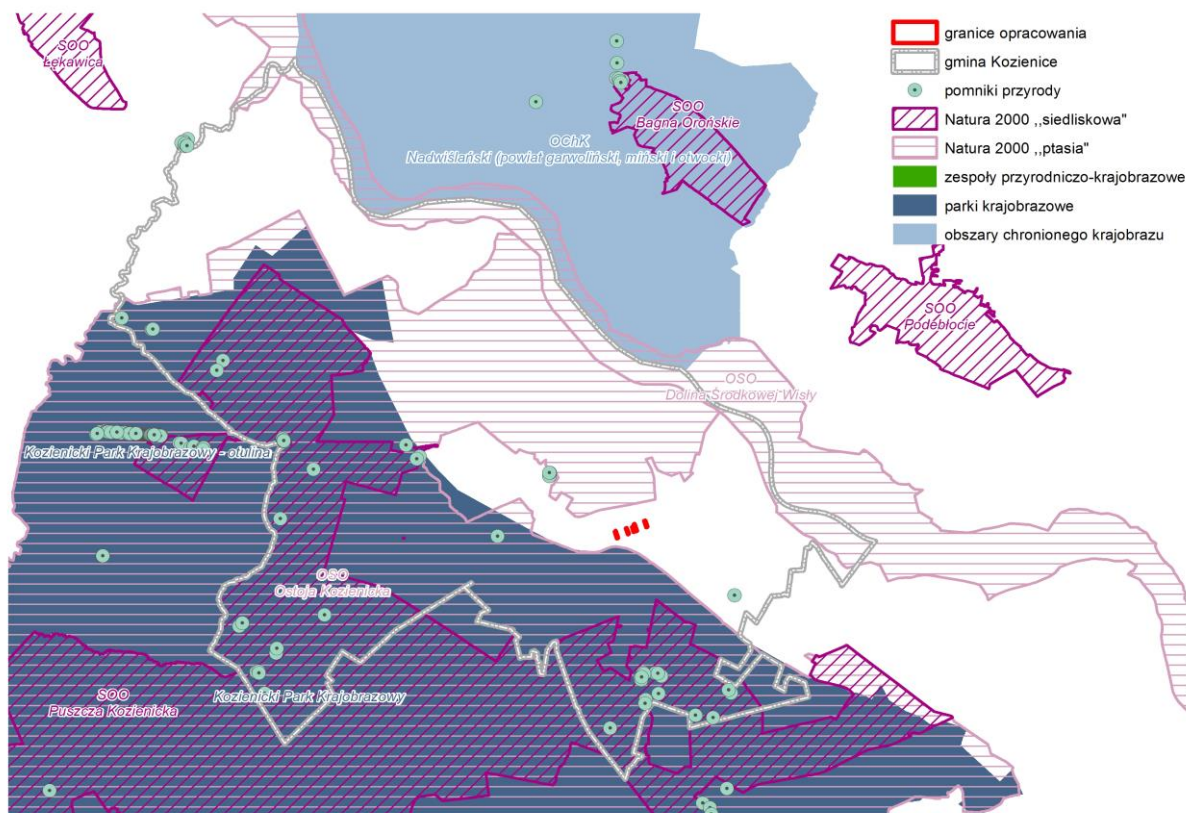 SOO
Łękawica
SOO
Bagna Orońskie
OChK
Nadwiślański (powiat garwoliński, miński i otwocki)
granice opracowania
gmina Kozienice
pomniki przyrody
Natura 2000 ,,siedliskowa"
Natura 2000 ,,ptasia"
zespoły przyrodniczo-krajobrazowe
parki krajobrazowe
obszary chronionego krajobrazu
SOO
Podebłocie
OSO
Dolina Środkowej Wisły
Kozienicki Park Krajobrazowy - otulina
OSO
Ostoja Kozienicka
Kozienicki Park Krajobrazowy
SOO
Puszcza Kozienicka